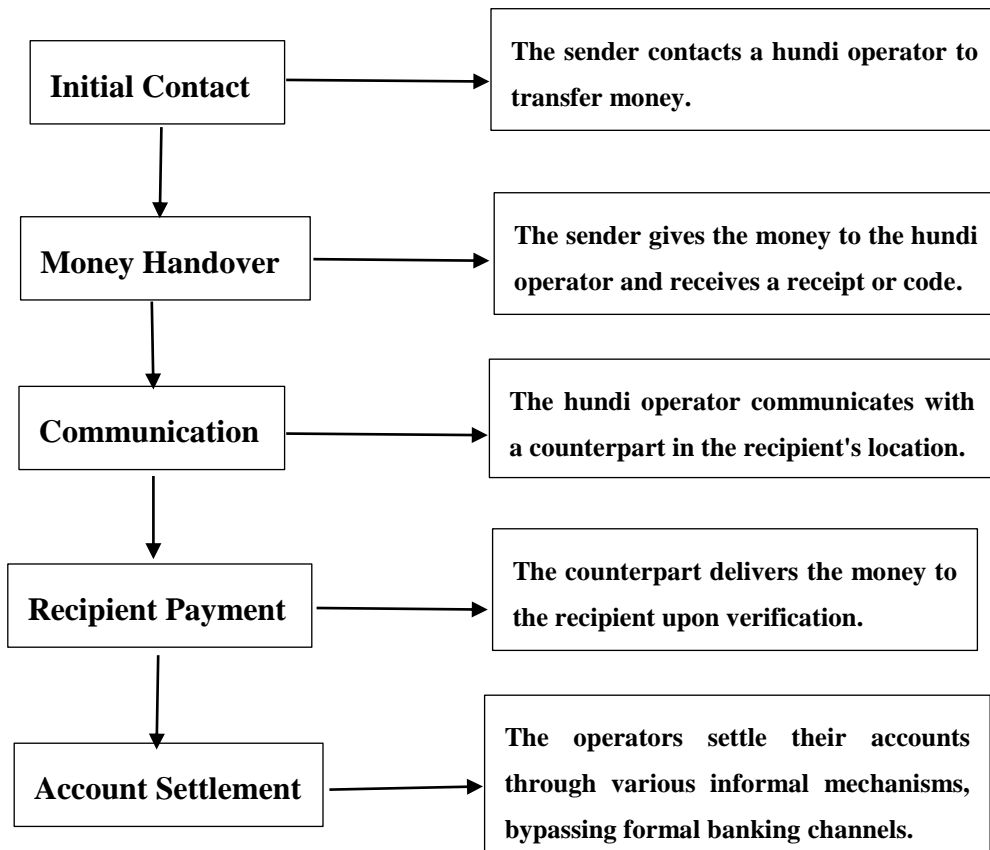 Initial Contact
The sender contacts a hundi operator to
transfer money.
Money Handover
The sender gives the money to the hundi
operator and receives a receipt or code.
Communication
The hundi operator communicates with
a counterpart in the recipient's location.
Recipient Payment
The counterpart delivers the money to
the recipient upon verification.
Account Settlement
The operators settle their accounts
through various informal mechanisms,
bypassing formal banking channels.